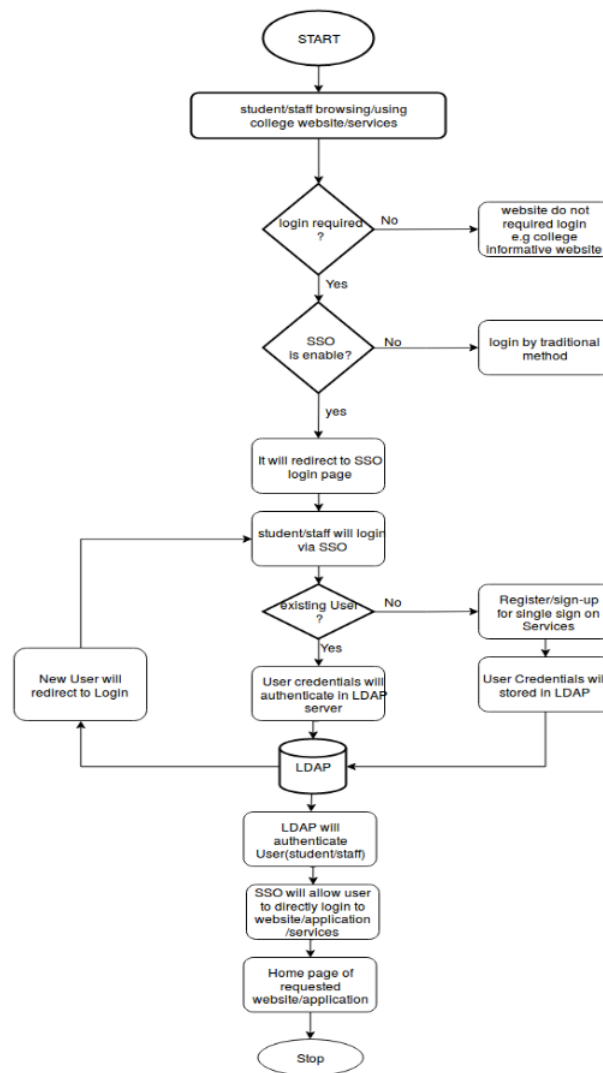 START
student/staff browsing/using
college website/services
login required
?
No
website do not
required login
e.g college
informative website
Yes
SSO
is enable?
No
login by traditional
method
yes
It will redirect to SSO
login page
student/staff will login
via SSO
existing User
?
No
Register/sign-up
for single sign on
Services
Yes
New User will
redirect to Login
User credentials will
authenticate in LDAP
server
User Credentials will
stored in LDAP
LDAP
LDAP will
authenticate
User(student/staff)
SSO will allow user
to directly login to
website/application
/services
Home page of
requested
website/application
Stop